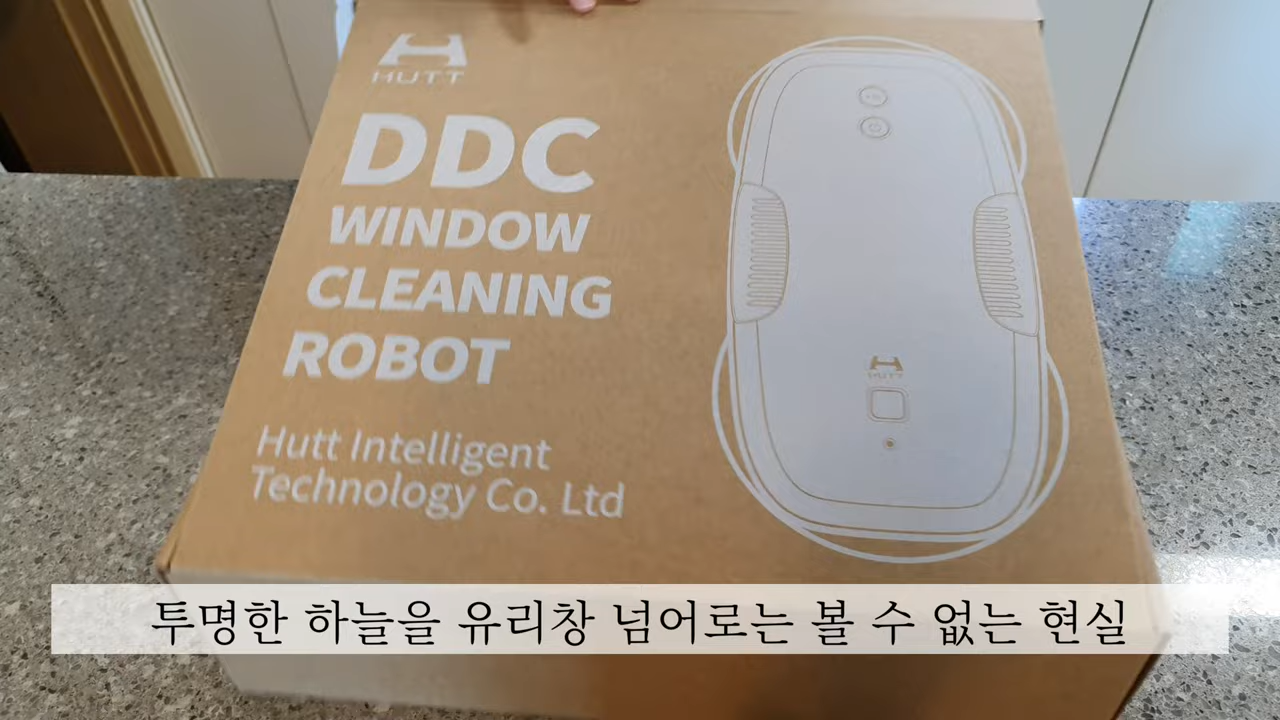 HUTT
DDC
WINDOW
CLEANING
ROBOT
Hutt Intelligent
Technology Co. Ltd
HUTT
투명한 하늘을 유리창 넘어로는 볼 수 없는 현실